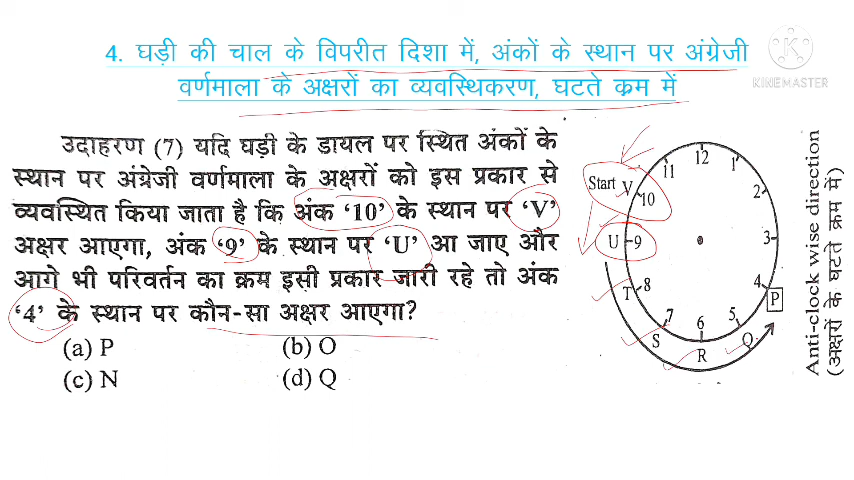 4. घड़ी की चाल के विपरीत दिशा में, अंकों के स्थान पर अंग्रेजी
वर्णमाला के अक्षरों का व्यवस्थिकरण, घटते क्रम में
KINEMASTER
उदाहरण (7) यदि घड़ी के डायल पर स्थित अंकों के
स्थान पर अंग्रेजी वर्णमाला के अक्षरों को इस प्रकार से
व्यवस्थित किया जाता है कि अंक ‘10’ के स्थान पर ‘V’
अक्षर आएगा, अंक ‘9’ के स्थान पर ‘U’ आ जाए और
आगे भी परिवर्तन का क्रम इसी प्रकार जारी रहे तो अंक
‘4’ के स्थान पर कौन-सा अक्षर आएगा?
(a) P (b) O
(c) N (d) Q
12
11 1
Start V 10 2
U 9 3
T 8 4 P
S 7 5 Q
6
R
Anti-clock wise direction
(अक्षरों के घटते क्रम में)